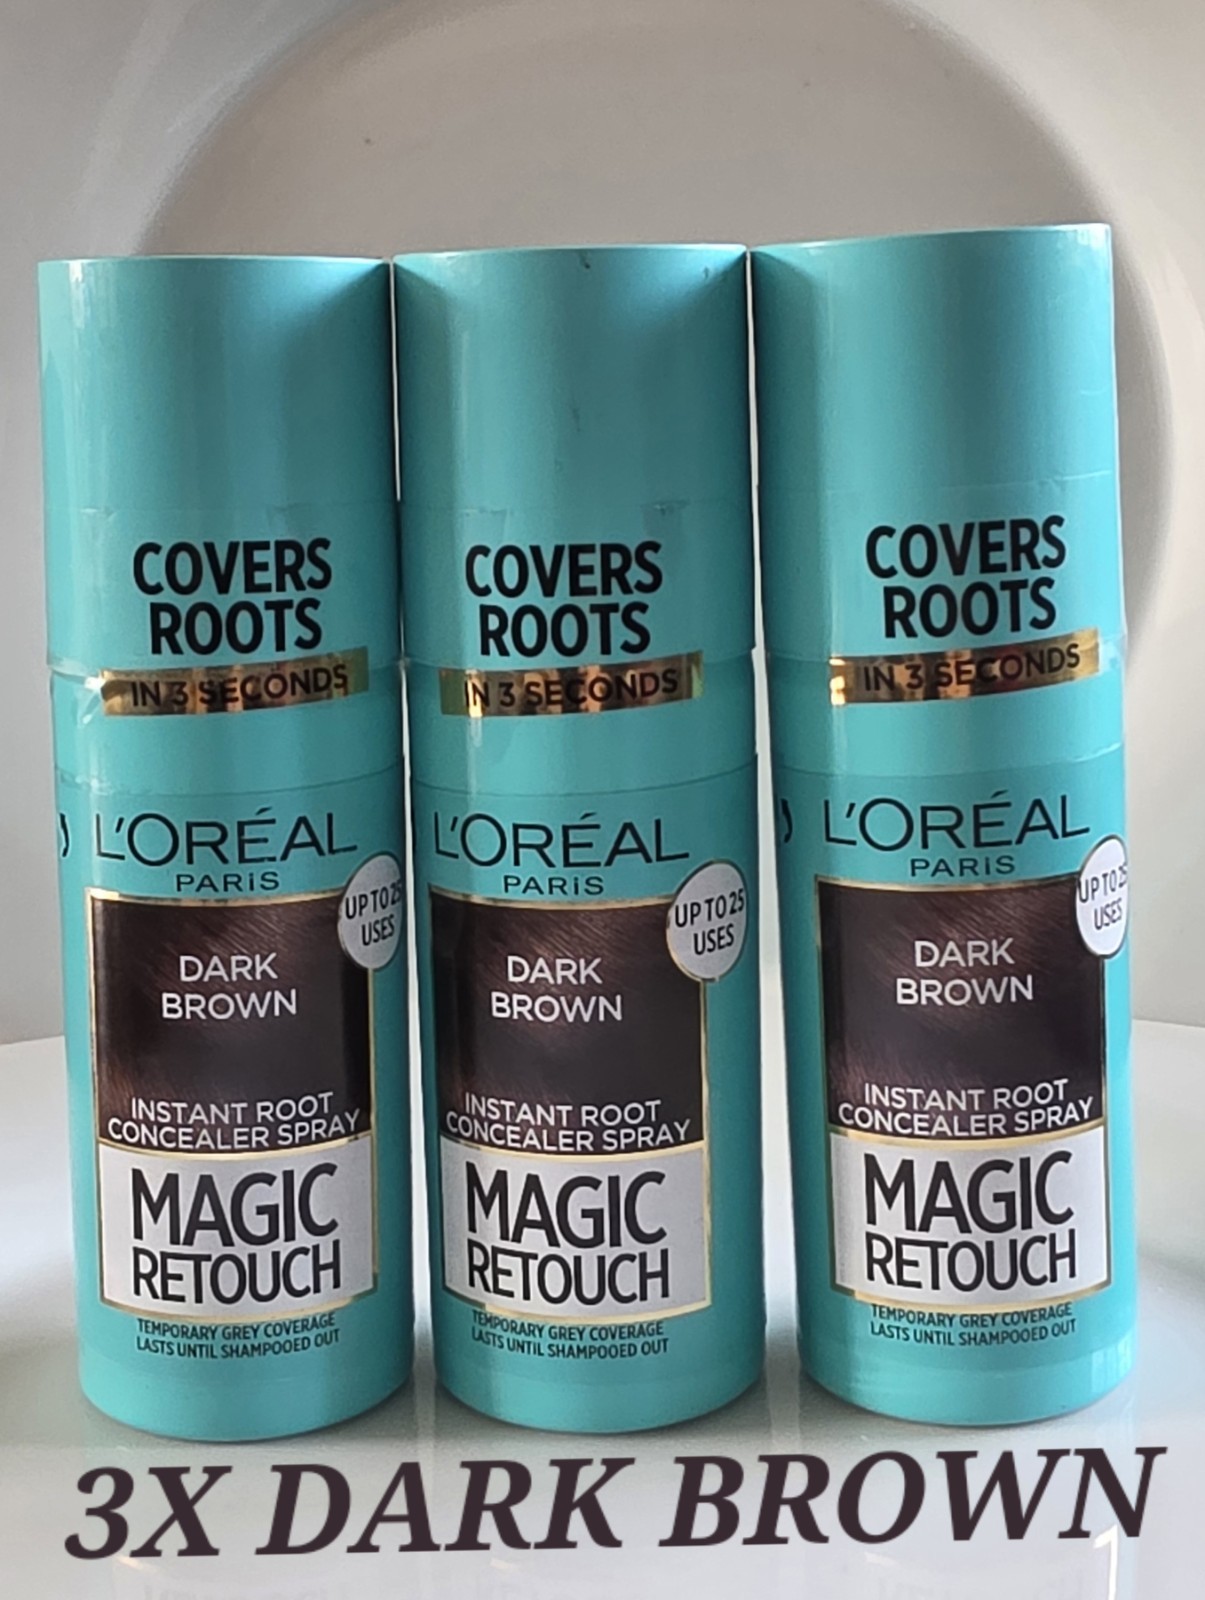 COVERS
ROOTS
IN 3 SECONDS
L'ORÉAL
PARiS
UP TO 25
USES
DARK
BROWN
INSTANT ROOT
CONCEALER SPRAY
MAGIC
RETOUCH
TEMPORARY GREY COVERAGE
LASTS UNTIL SHAMPOOED OUT
COVERS
ROOTS
IN 3 SECONDS
L'ORÉAL
PARiS
UP TO 25
USES
DARK
BROWN
INSTANT ROOT
CONCEALER SPRAY
MAGIC
RETOUCH
TEMPORARY GREY COVERAGE
LASTS UNTIL SHAMPOOED OUT
COVERS
ROOTS
IN 3 SECONDS
L'ORÉAL
PARiS
UP TO 25
USES
DARK
BROWN
INSTANT ROOT
CONCEALER SPRAY
MAGIC
RETOUCH
TEMPORARY GREY COVERAGE
LASTS UNTIL SHAMPOOED OUT
3X DARK BROWN